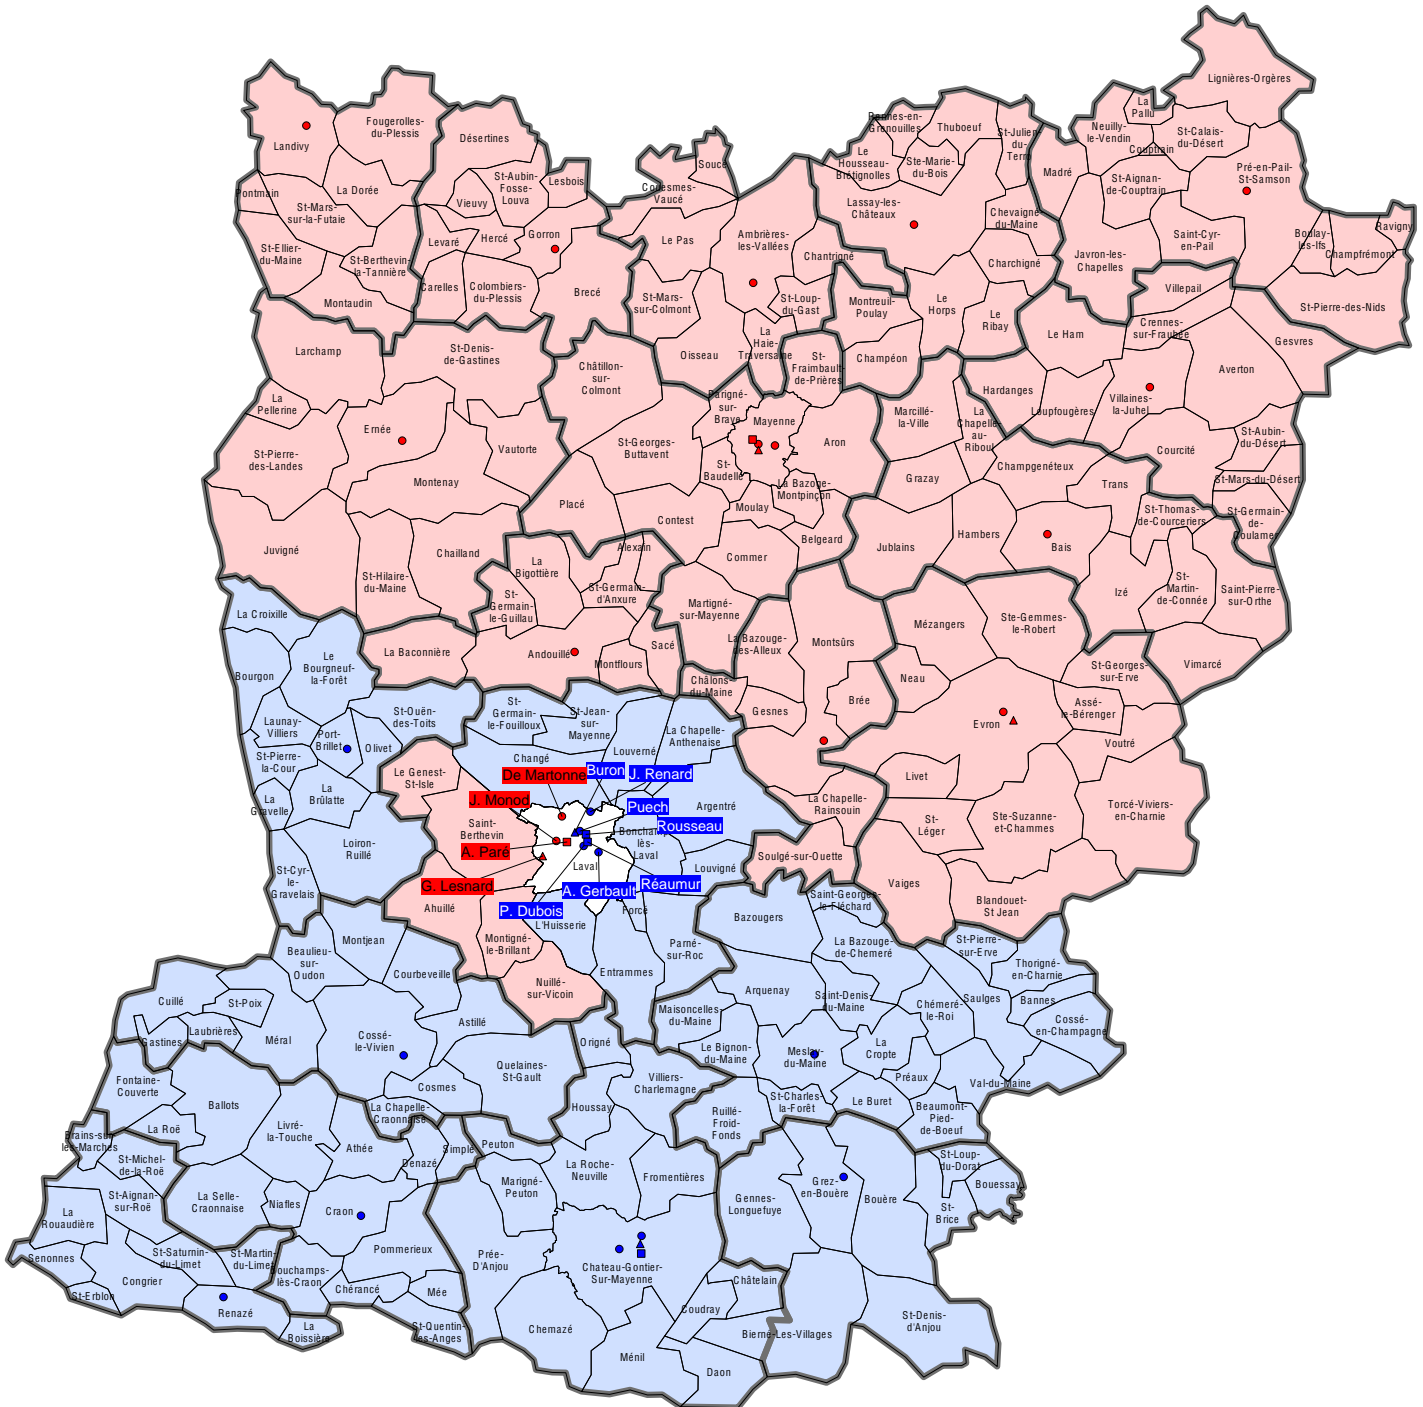 Lignières-Orgères
La
Pallu
Neuilly-
le-Vendin
St-Calais-
du-Désert
Couptrain
Pré-en-Pail-
St-Samson
Madré
St-Aignan-
de-Couptrain
Saint-Cyr-
en-Pail
Boulay-
les-Ifs
Ravigny
Champfrémont
Javron-les-
Chapelles
Villepail
St-Pierre-des-Nids
Landivy
Fougerolles-
du-Plessis
Désertines
Pontmain
La Dorée
St-Mars-
sur-la-Futaie
St-Aubin-
Fosse-
Louva
Lesbois
Vieuvy
St-Ellier-
du-Maine
St-Berthevin-
la-Tannière
Levaré
Hercé
Gorron
Montaudin
Carelles
Colombiers-
du-Plessis
Brecé
Soucé
Couesmes-
Vaucé
Le Pas
Ambrières-
les-Vallées
Chantrigné
St-Mars-
sur-Colmont
St-Loup-
du-Gast
Oisseau
La
Haie-
Traversaine
Rennes-en-
Grenouilles
Thuboeuf
St-Julien-
du-
Terr
Le
Housseau-
Brétignolles
Ste-Marie-
du-Bois
Lassay-les-
Châteaux
Chevaigné-
du-Maine
Charchigné
Montreuil-
Poulay
Le
Horps
Le
Ribay
Champéon
St-
Fraimbault-
de-Prières
Le Ham
Crennes-
sur-Fraubée
Gesvres
Averton
Hardanges
Loupfougères
Villaines-
la-Juhel
Courcité
St-Aubin-
du-Désert
St-Mars-du-Désert
St-Germain-
de-
Coulamer
Larchamp
St-Denis-
de-Gastines
Châtillon-
sur-
Colmont
La
Pellerine
Ernée
Vautorte
St-Pierre-
des-Landes
Montenay
Juvigné
St-Hilaire-
du-Maine
Chailland
Parigné-
sur-
Braye
Mayenne
Aron
St-Georges-
Buttavent
St-
Baudelle
La Bazoge-
Montpinçon
Placé
Contest
Moulay
Belgeard
Commer
Marcillé-
la-Ville
La
Chapelle-
au-
Riboul
Champgenéteux
Grazay
Trans
St-Thomas-
de-Courceriers
Jublains
Hambers
Bais
Izé
St-
Martin-
de-Connée
Saint-Pierre-
sur-Orthe
Vimarcé
La
Bigottière
Alexain
St-Germain-
d'Anxure
St-
Germain-
le-Guillau
Martigné-
sur-Mayenne
La Baconnière
Andouillé
Montflours
Sacé
Châlons-
du-Maine
La Bazouge-
des-Alleux
Montsûrs
Gesnes
Brée
Mézangers
Ste-Gemmes-
le-Robert
Neau
St-Georges-
sur-Erve
Assé-
le-Bérenger
Evron
Voutré
Livet
Ste-Suzanne-
et-Chammes
Torcé-Viviers-
en-Charnie
St-
Léger
Vaiges
Blandouet-
St Jean
La Croixille
Le
Bourgneuf-
la-Forêt
Bourgon
Launay-
Villiers
Port-
Brillet
Olivet
St-Ouën-
des-Toits
St-Pierre-
la-Cour
La
Gravelle
La
Brûlatte
Loiron-
Ruillé
St-Cyr-
le-
Gravelais
Le Genest-
St-Isle
St-
Germain-
le-Fouilloux
St-Jean-
sur-
Mayenne
La Chapelle-
Anthenaise
Louverné
Changé
De Martonne
Buron
J. Renard
J. Monod
Puech
Argentré
Rousseau
Saint-
Berthevin
A. Paré
Bonchamp-
lès-
Laval
Laval
Louvigné
G. Lesnard
A. Gerbault
Réaumur
P. Dubois
Ahuillé
L'Huisserie
Forcé
Montigné-
le-Brillant
Entrammes
Parné-
sur-Roc
Nuillé-
sur-Vicoin
La Chapelle-
Rainsouin
Soulgé-sur-Ouette
Saint-Georges-
le-Fléchard
Bazougers
La Bazouge-
de-Chemeré
St-Pierre-
sur-Erve
Thorigné-
en-Charnie
Arquenay
Saint-Denis-
du-Maine
Chéméré-
le-Roi
Saulges
Bannes
Cossé-
en-Champagne
Maisoncelles-
du-Maine
Le Bignon-
du-Maine
Meslay-
du-Maine
La
Cropte
Préaux
Val-du-Maine
St-Charles-
la-Forêt
Le Buret
Beaumont-
Pied-
de-Boeuf
Ruillé-
Froid-
Fonds
Villiers-
Charlemagne
Beaulieu-
sur-
Oudon
Montjean
Courbeveille
Cuillé
St-Poix
Gastines
Laubrières
Méral
Cossé-
le-Vivien
Astillé
Quelaines-
St-Gault
Cosmes
Origné
Houssay
Fontaine-
Couverte
Ballots
La Chapelle-
Craonnaise
La Roë
Livré-
la-Touche
Athée
Denazé
Simplé
Peuton
Brains-sur-
les-Marches
St-Michel-
de-la-Roë
St-Aignan-
sur-Roë
La Selle-
Craonnaise
Niafles
Craon
Pommerieux
La
Rouaudière
Senonnes
St-Saturnin-
du-Limet
St-Martin-
du-Limet
Congrier
St-Erblon
Renazé
Bouchamps-
lès-Craon
Chérancé
Mée
La
Boissière
St-Quentin-
les-Anges
La Roche-
Neuville
Fromentières
Marigné-
Peuton
Prée-
D'Anjou
Chateau-Gontier-
Sur-Mayenne
Chemazé
Ménil
Coudray
Châtelain
Daon
Bierné-Les-Villages
Gennes-
Longuefuye
Grez-
en-Bouère
Bouère
St-Loup-
du-Dorat
Bouessay
St-
Brice
St-Denis-
d'Anjou